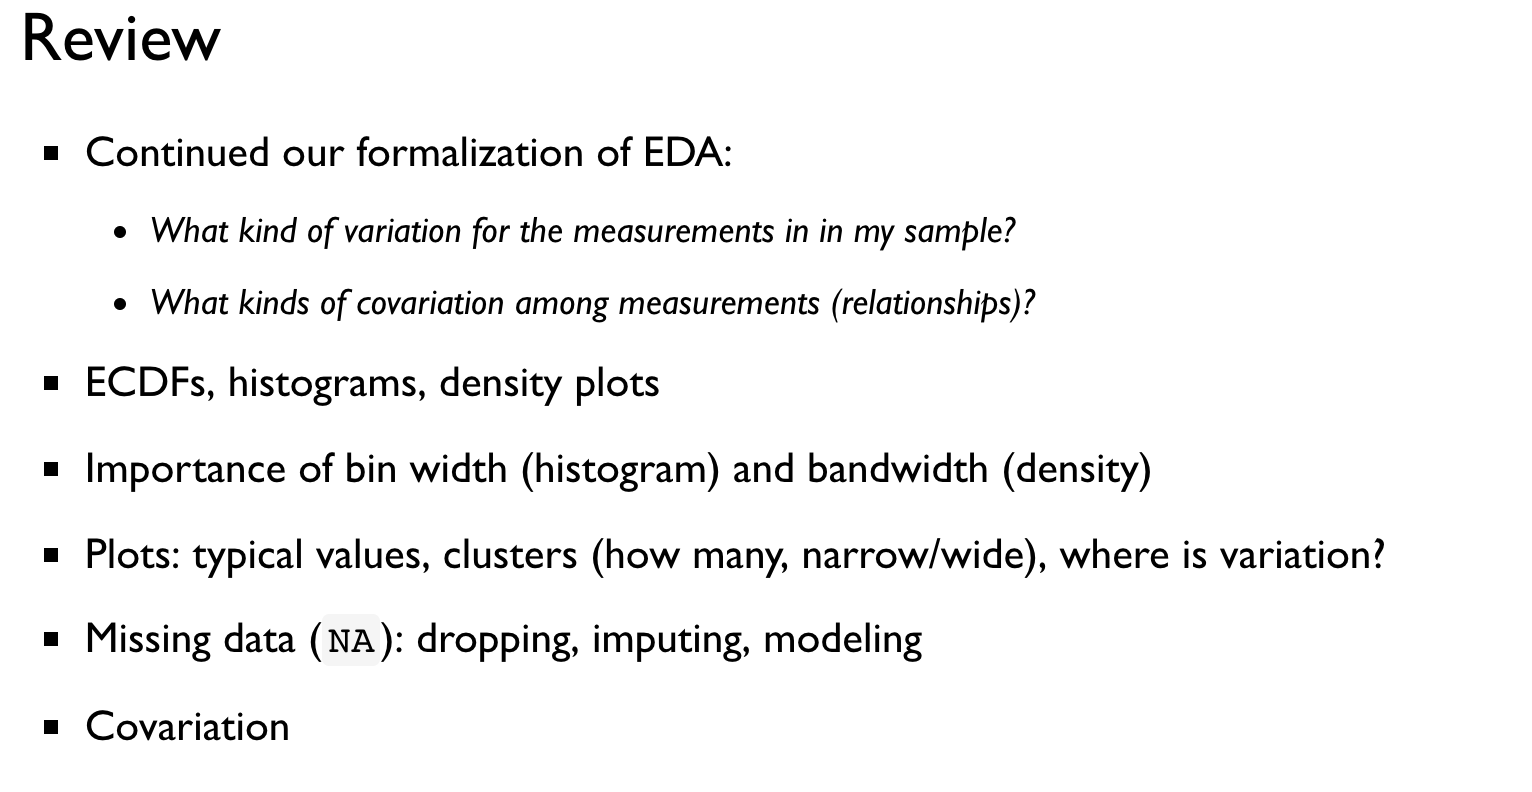 Review
Continued our formalization of EDA:
What kind of variation for the measurements in in my sample?
What kinds of covariation among measurements (relationships)?
ECDFs, histograms, density plots
Importance of bin width (histogram) and bandwidth (density)
Plots: typical values, clusters (how many, narrow/wide), where is variation?
Missing data (NA): dropping, imputing, modeling
Covariation